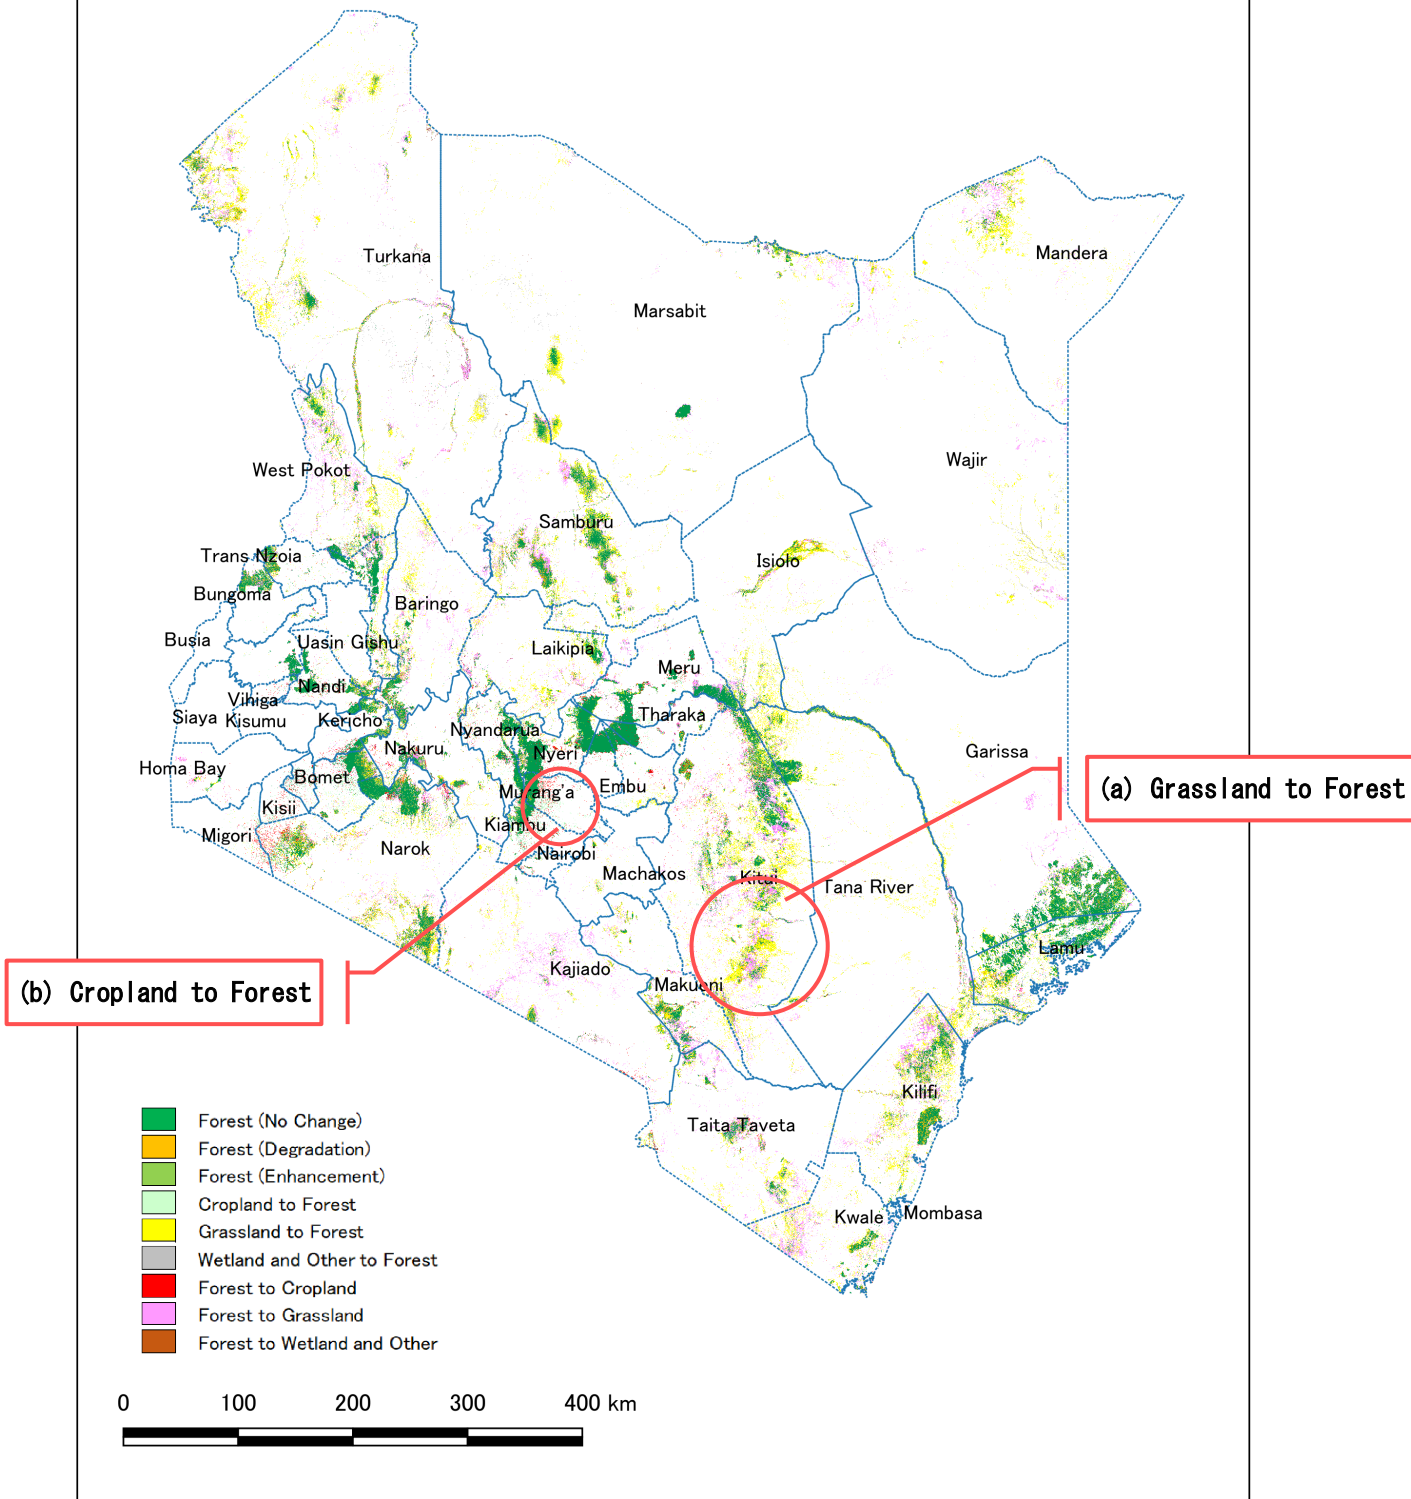 Turkana
Mandera
Marsabit
West Pokot
Wajir
Samburu
Trans Nzoia
Isiolo
Bungoma
Baringo
Busia
Uasin Gishu
Laikipia
Meru
Nandi
Vihiga
Siaya
Kisumu
Kericho
Tharaka
Nyandarua
Nakuru
Nyeri
Garissa
Homa Bay
Bomet
Embu
Murang'a
(a) Grassland to Forest
Kisii
Kiambu
Migori
Narok
Nairobi
Machakos
Kitui
Tana River
Lamu
Kajiado
Makueni
(b) Cropland to Forest
Kilifi
Taita Taveta
Kwale
Mombasa
Forest (No Change)
Forest (Degradation)
Forest (Enhancement)
Cropland to Forest
Grassland to Forest
Wetland and Other to Forest
Forest to Cropland
Forest to Grassland
Forest to Wetland and Other
0 100 200 300 400 km